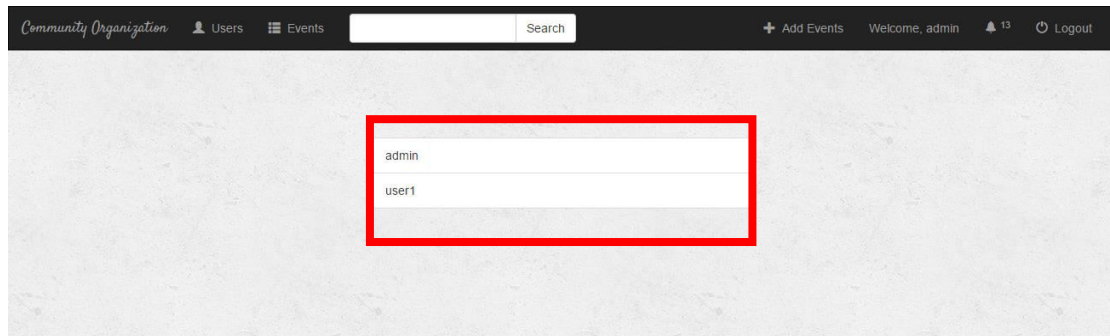 Community Organization Users Events Search Add Events Welcome, admin 13 Logout
admin
user1